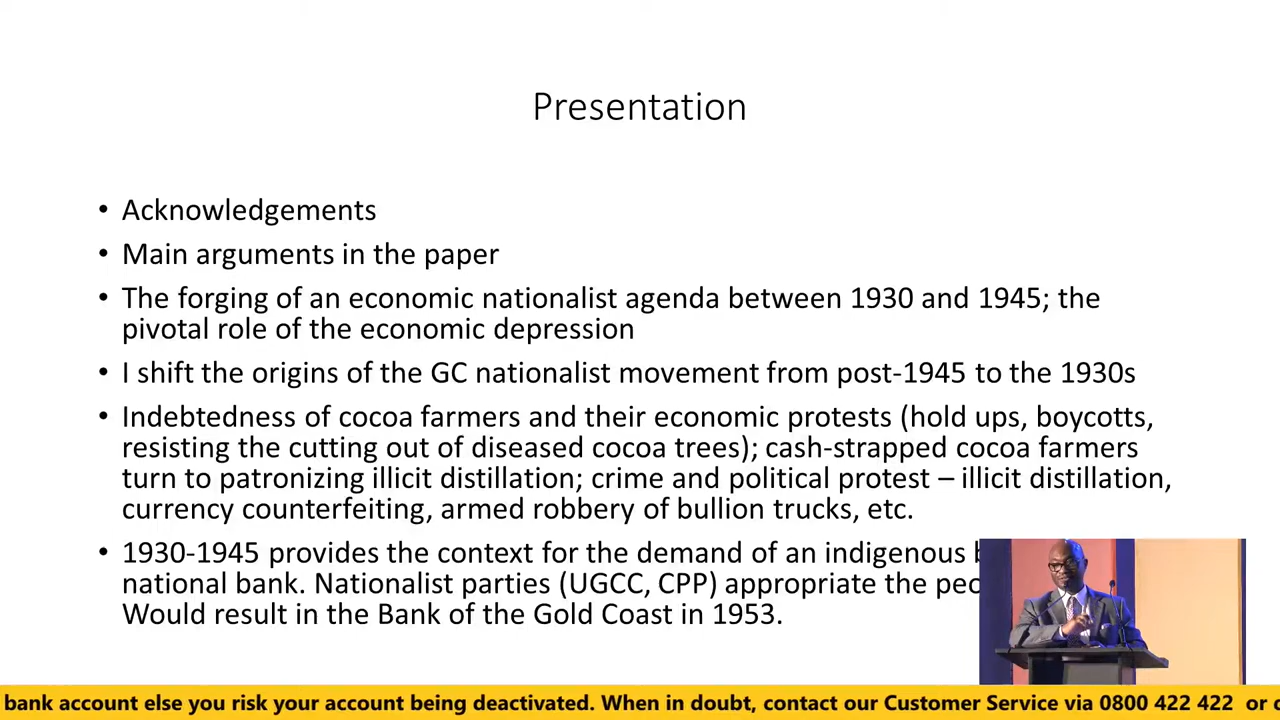 Presentation
• Acknowledgements
• Main arguments in the paper
• The forging of an economic nationalist agenda between 1930 and 1945; the
pivotal role of the economic depression
• I shift the origins of the GC nationalist movement from post-1945 to the 1930s
• Indebtedness of cocoa farmers and their economic protests (hold ups, boycotts,
resisting the cutting out of diseased cocoa trees); cash-strapped cocoa farmers
turn to patronizing illicit distillation; crime and political protest – illicit distillation,
currency counterfeiting, armed robbery of bullion trucks, etc.
• 1930-1945 provides the context for the demand of an indigenous
national bank. Nationalist parties (UGCC, CPP) appropriate the
Would result in the Bank of the Gold Coast in 1953.
bank account else you risk your account being deactivated. When in doubt, contact our Customer Service via 0800 422 422 or